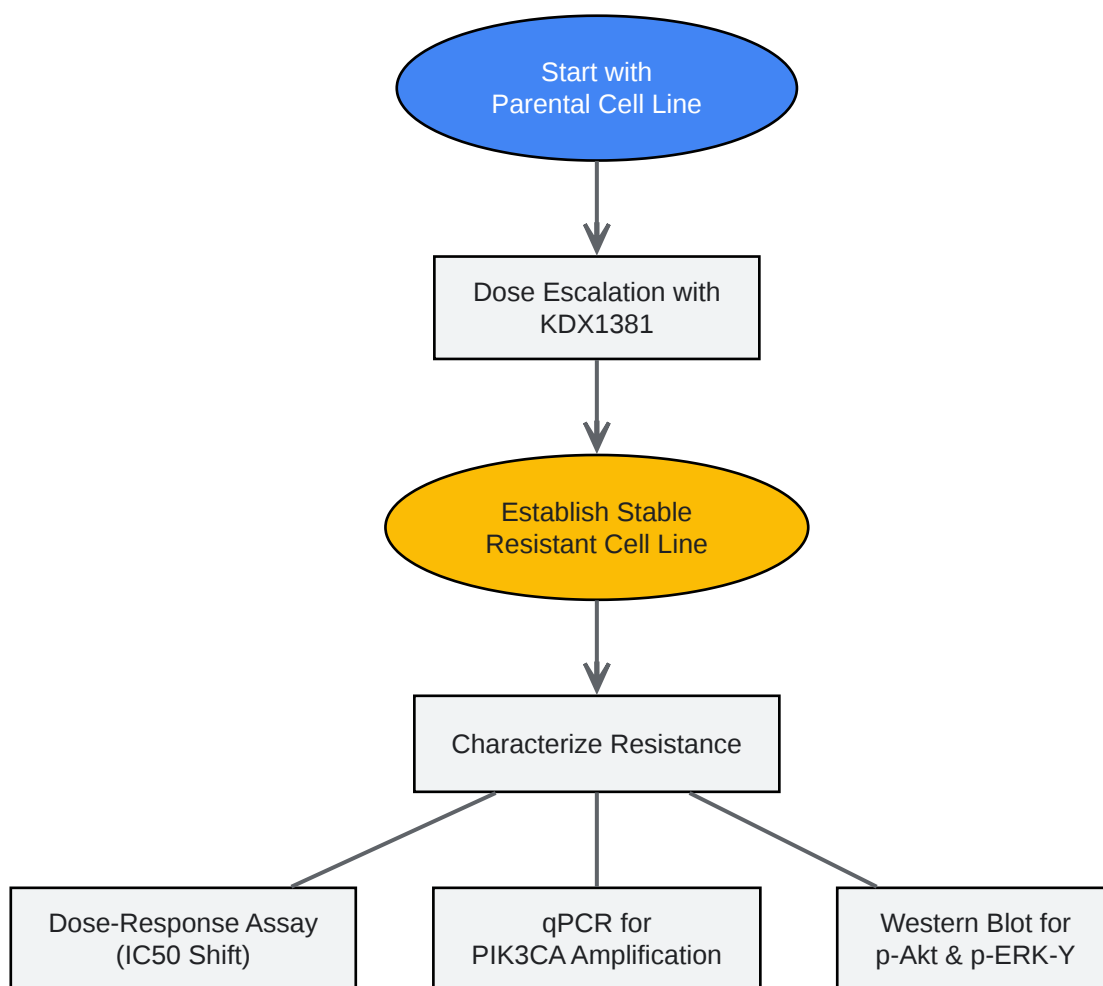 Start with
Parental Cell Line
Dose Escalation with
KDX1381
Establish Stable
Resistant Cell Line
Characterize Resistance
Dose-Response Assay
(IC50 Shift)
qPCR for
PIK3CA Amplification
Western Blot for
p-Akt & p-ERK-Y